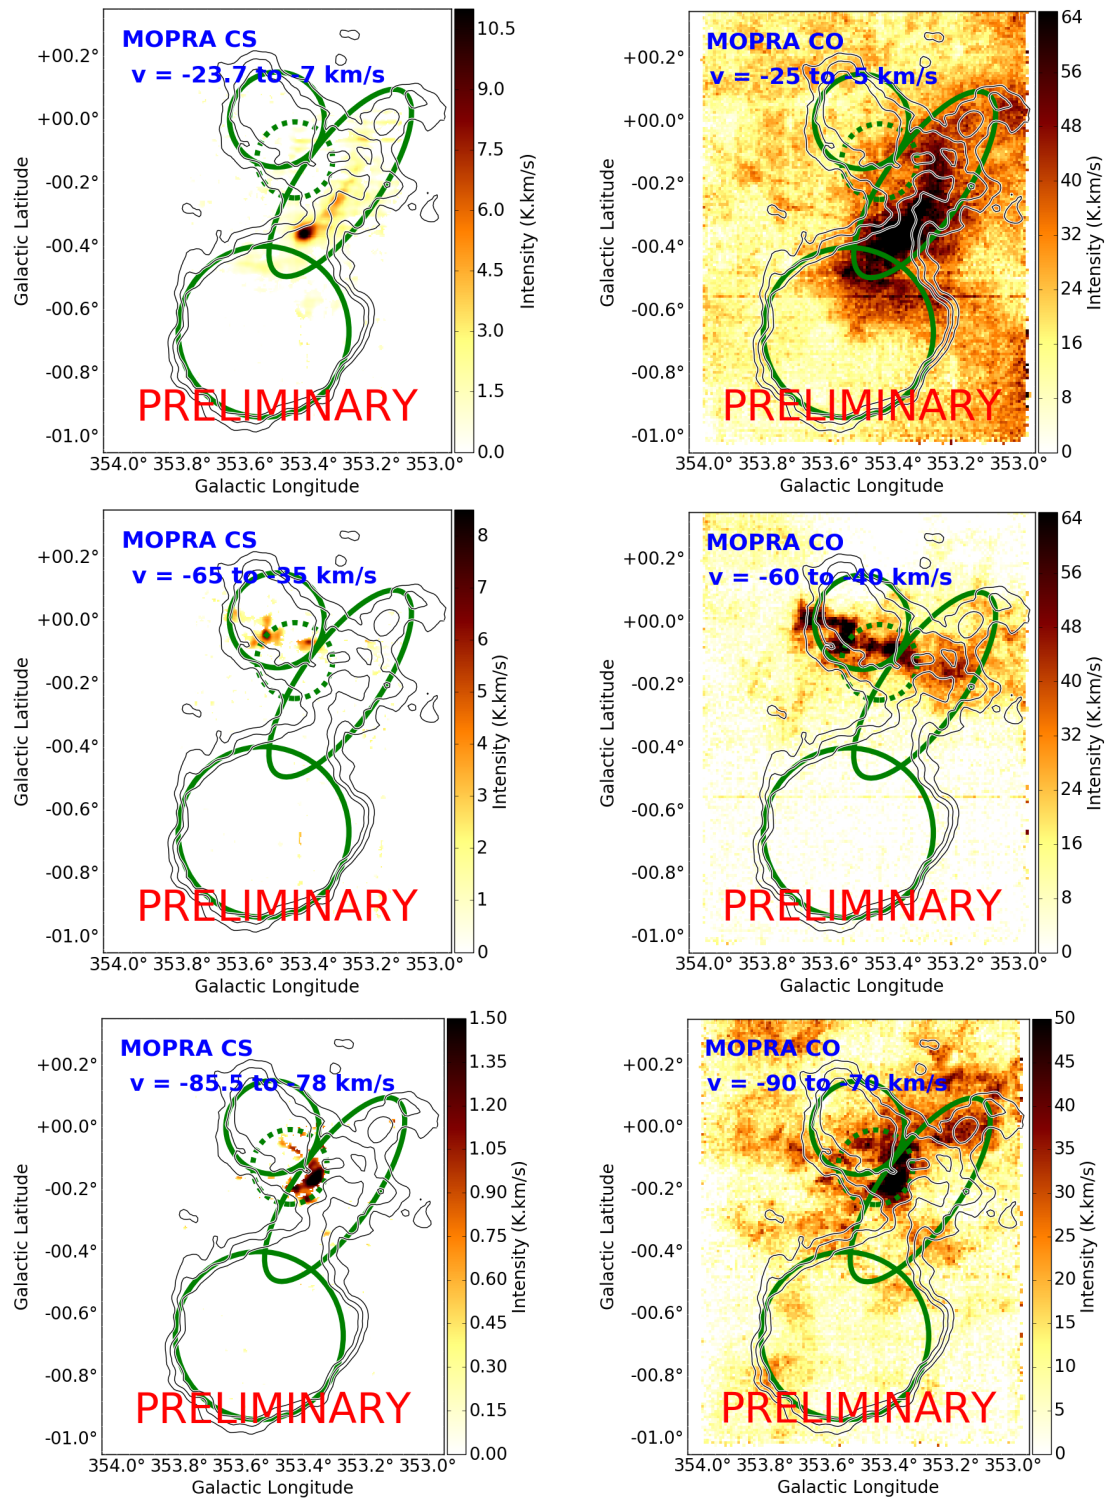 MOPRA CS
v = -23.7 to -7 km/s
PRELIMINARY
+00.2°
+00.0°
-00.2°
-00.4°
-00.6°
-00.8°
-01.0°
354.0° 353.8° 353.6° 353.4° 353.2° 353.0°
Galactic Longitude
Galactic Latitude
10.5
9.0
7.5
6.0
4.5
3.0
1.5
0.0
Intensity (K.km/s)
MOPRA CO
v = -25 to -5 km/s
PRELIMINARY
+00.2°
+00.0°
-00.2°
-00.4°
-00.6°
-00.8°
-01.0°
354.0° 353.8° 353.6° 353.4° 353.2° 353.0°
Galactic Longitude
Galactic Latitude
64
56
48
40
32
24
16
8
0
Intensity (K.km/s)
MOPRA CS
v = -65 to -35 km/s
PRELIMINARY
+00.2°
+00.0°
-00.2°
-00.4°
-00.6°
-00.8°
-01.0°
354.0° 353.8° 353.6° 353.4° 353.2° 353.0°
Galactic Longitude
Galactic Latitude
8
7
6
5
4
3
2
1
0
Intensity (K.km/s)
MOPRA CO
v = -60 to -40 km/s
PRELIMINARY
+00.2°
+00.0°
-00.2°
-00.4°
-00.6°
-00.8°
-01.0°
354.0° 353.8° 353.6° 353.4° 353.2° 353.0°
Galactic Longitude
Galactic Latitude
64
56
48
40
32
24
16
8
0
Intensity (K.km/s)
MOPRA CS
v = -85.5 to -78 km/s
PRELIMINARY
+00.2°
+00.0°
-00.2°
-00.4°
-00.6°
-00.8°
-01.0°
354.0° 353.8° 353.6° 353.4° 353.2° 353.0°
Galactic Longitude
Galactic Latitude
1.50
1.35
1.20
1.05
0.90
0.75
0.60
0.45
0.30
0.15
0.00
Intensity (K.km/s)
MOPRA CO
v = -90 to -70 km/s
PRELIMINARY
+00.2°
+00.0°
-00.2°
-00.4°
-00.6°
-00.8°
-01.0°
354.0° 353.8° 353.6° 353.4° 353.2° 353.0°
Galactic Longitude
Galactic Latitude
50
45
40
35
30
25
20
15
10
5
0
Intensity (K.km/s)